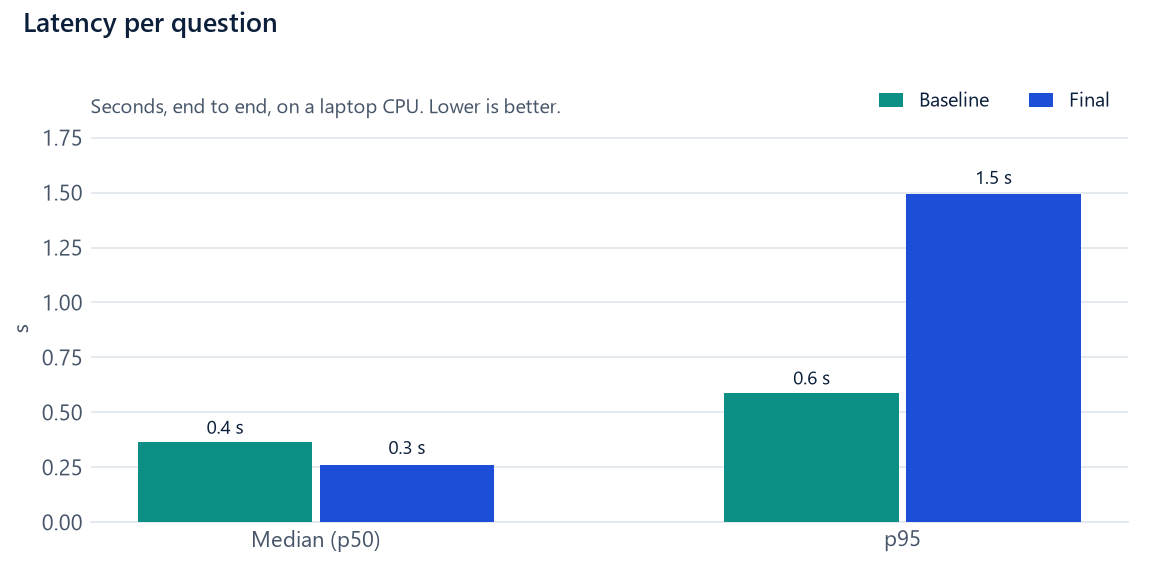 Latency per question
Seconds, end to end, on a laptop CPU. Lower is better.
Baseline
Final
1.75
1.50
1.25
1.00
0.75
0.50
0.25
0.00
s
0.4 s
0.3 s
0.6 s
1.5 s
Median (p50)
p95